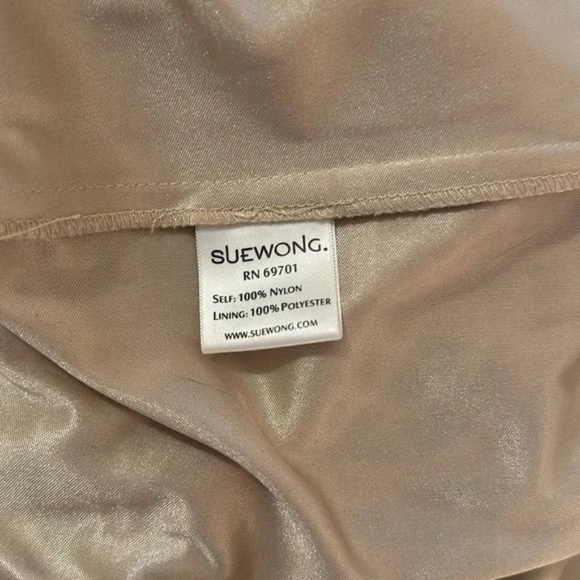 SUEWONG.
RN 69701
SELF: 100% NYLON
LINING: 100% POLYESTER
WWW.SUEWONG.COM